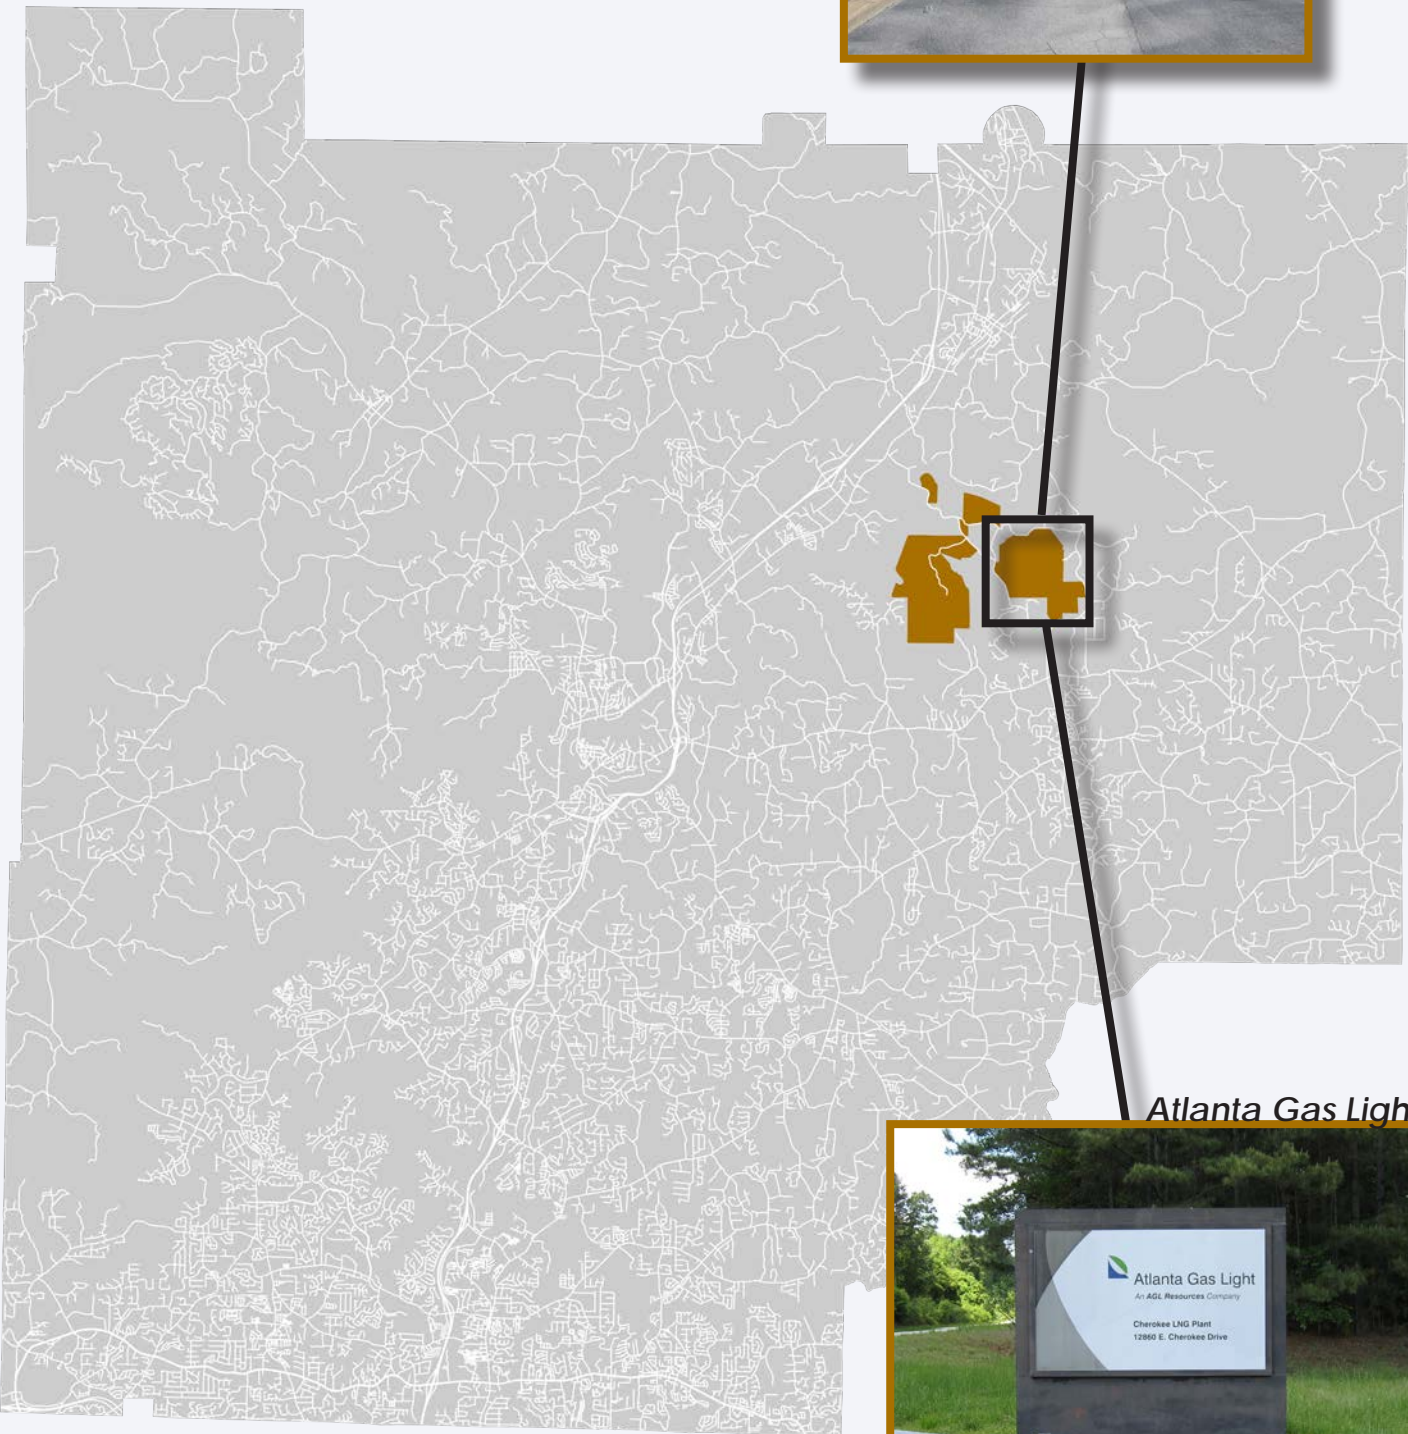 Atlanta Gas Ligh
Atlanta Gas Light
An AGL Resources Company
Cherokee LNG Plant
12860 E. Cherokee Drive